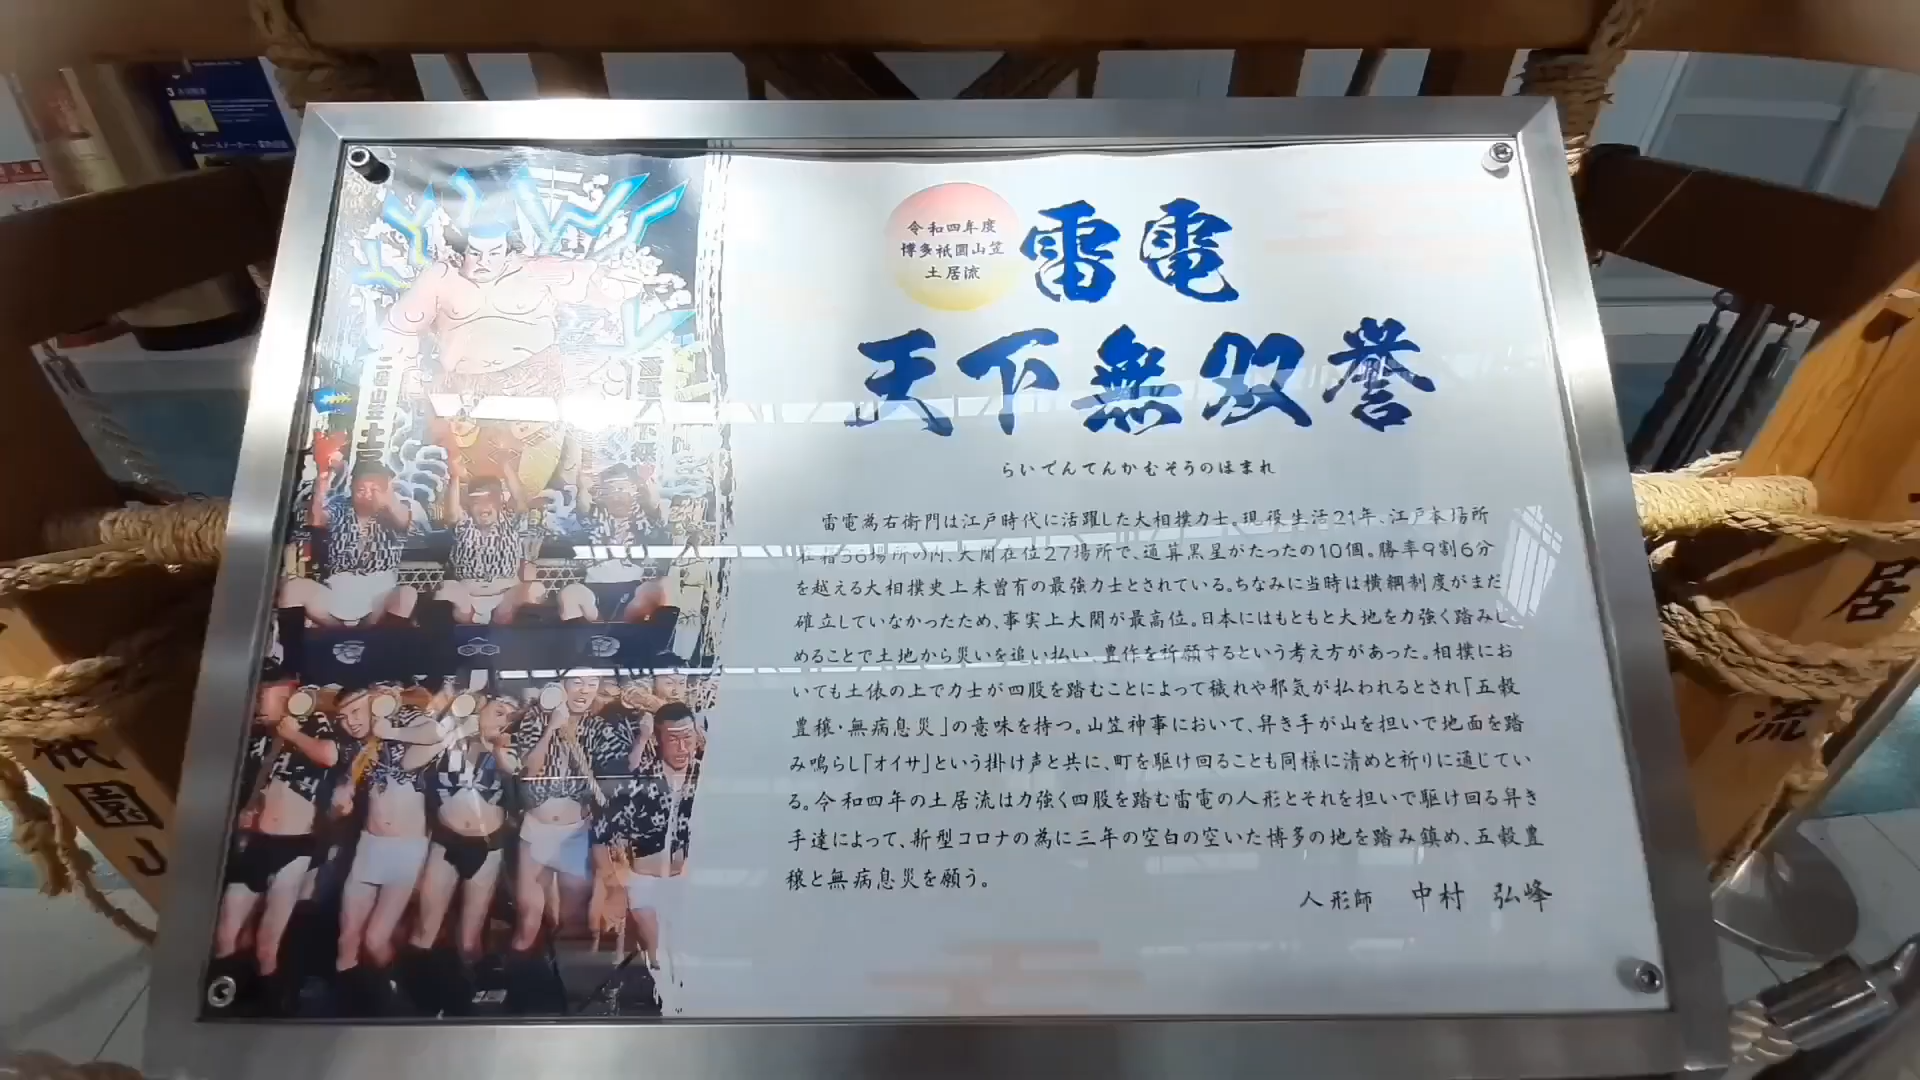 令和四年度
博多祇園山笠
土居流
雷電
天下無双誉
らいでんてんかむそうのほまれ
雷電為右衛門は江戸時代に活躍した大相撲力士。現役生活21年、江戸本場所
在籍36場所の内、大関在位27場所で、通算黒星がたったの10個。勝率9割6分
を越える大相撲史上未曾有の最強力士とされている。ちなみに当時は横綱制度がまだ
確立していなかったため、事実上大関が最高位。日本にはもともと大地を力強く踏みし
めることで土地から災いを追い払い、豊作を祈願するという考え方があった。相撲にお
いても土俵の上で力士が四股を踏むことによって穢れや邪気が払われるとされ「五穀
豊穣・無病息災」の意味を持つ。山笠神事において、舁き手が山を担いで地面を踏
み鳴らし「オイサ」という掛け声と共に、町を駆け回ることも同様に清めと祈りに通じてい
る。令和四年の土居流は力強く四股を踏む雷電の人形とそれを担いで駆け回る舁き
手達によって、新型コロナの為に三年の空白の空いた博多の地を踏み鎮め、五穀豊
穣と無病息災を願う。
人形師 中村 弘峰
祇園山
居
流